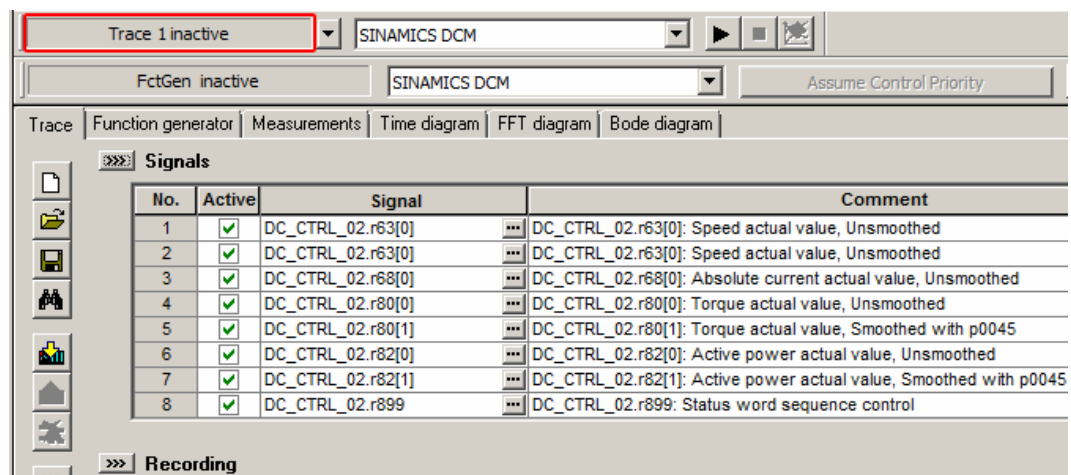 Trace 1 inactive SINAMICS DCM
FctGen inactive SINAMICS DCM Assume Control Priority
Trace Function generator Measurements Time diagram FFT diagram Bode diagram
Signals
No. Active Signal Comment
1 DC_CTRL_02.r63[0] ... DC_CTRL_02.r63[0]: Speed actual value, Unsmoothed
2 DC_CTRL_02.r63[0] ... DC_CTRL_02.r63[0]: Speed actual value, Unsmoothed
3 DC_CTRL_02.r68[0] ... DC_CTRL_02.r68[0]: Absolute current actual value, Unsmoothed
4 DC_CTRL_02.r80[0] ... DC_CTRL_02.r80[0]: Torque actual value, Unsmoothed
5 DC_CTRL_02.r80[1] ... DC_CTRL_02.r80[1]: Torque actual value, Smoothed with p0045
6 DC_CTRL_02.r82[0] ... DC_CTRL_02.r82[0]: Active power actual value, Unsmoothed
7 DC_CTRL_02.r82[1] ... DC_CTRL_02.r82[1]: Active power actual value, Smoothed with p0045
8 DC_CTRL_02.r899 ... DC_CTRL_02.r899: Status word sequence control
>>> Recording